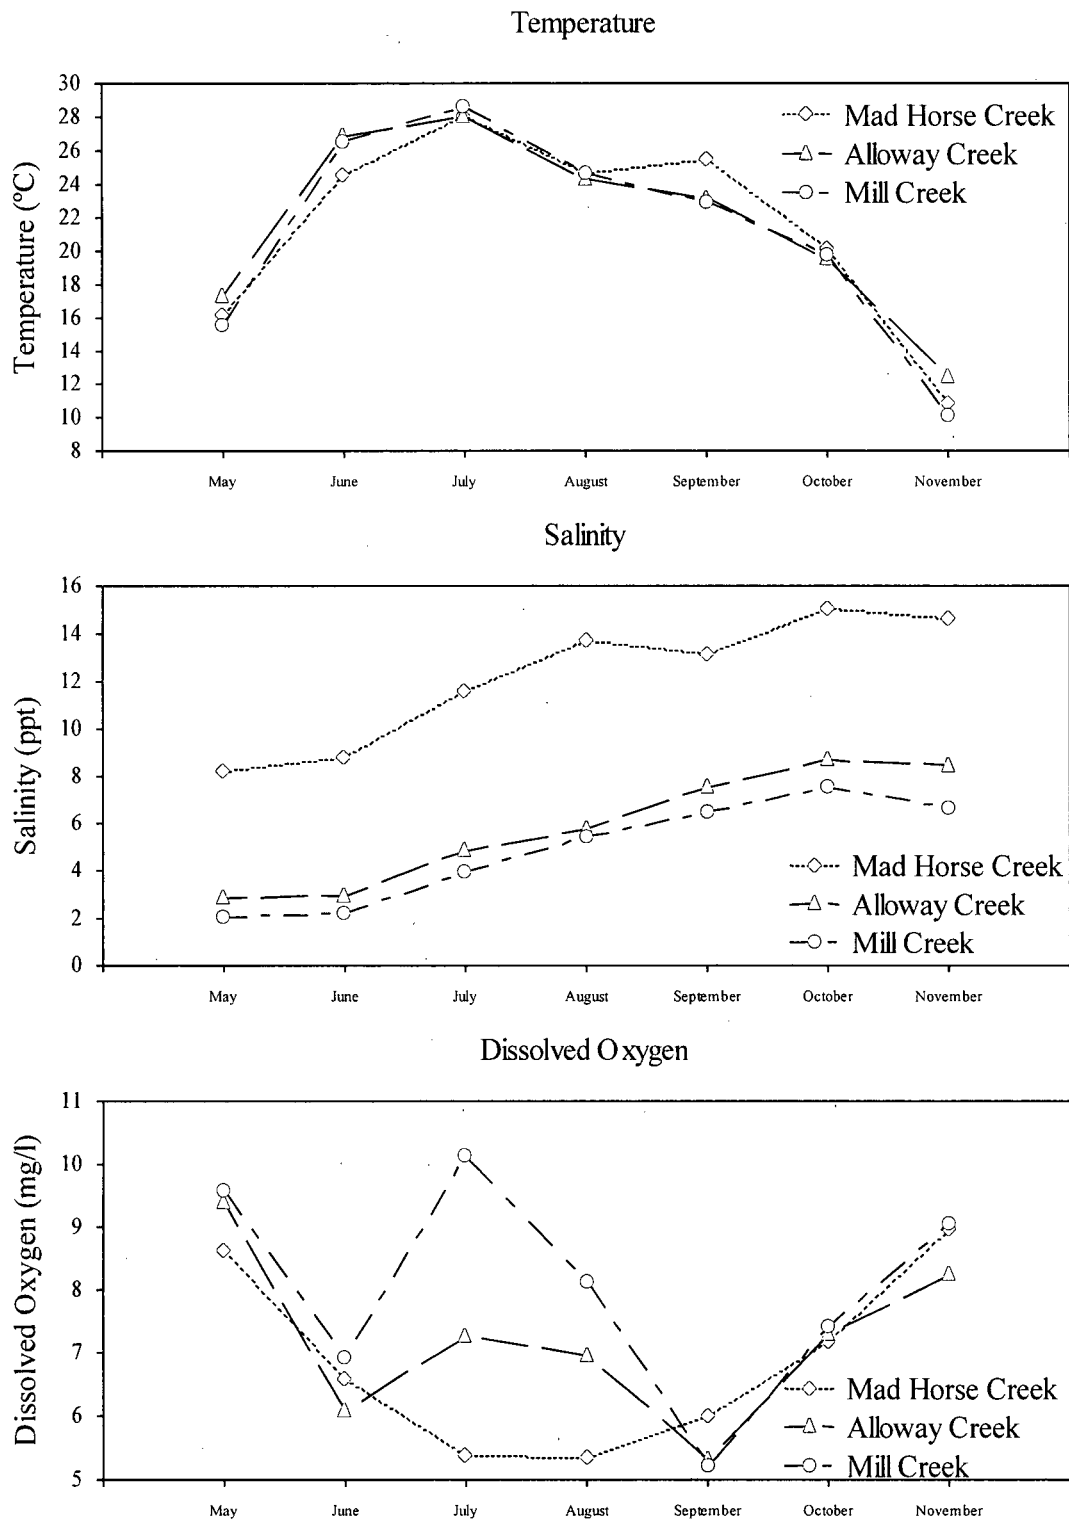 Temperature
Temperature (ºC)
30
28
26
24
22
20
18
16
14
12
10
8
Mad Horse Creek
Alloway Creek
Mill Creek
May June July August September October November
Salinity
Salinity (ppt)
16
14
12
10
8
6
4
2
0
Mad Horse Creek
Alloway Creek
Mill Creek
May June July August September October November
Dissolved Oxygen
Dissolved Oxygen (mg/l)
11
10
9
8
7
6
5
Mad Horse Creek
Alloway Creek
Mill Creek
May June July August September October November